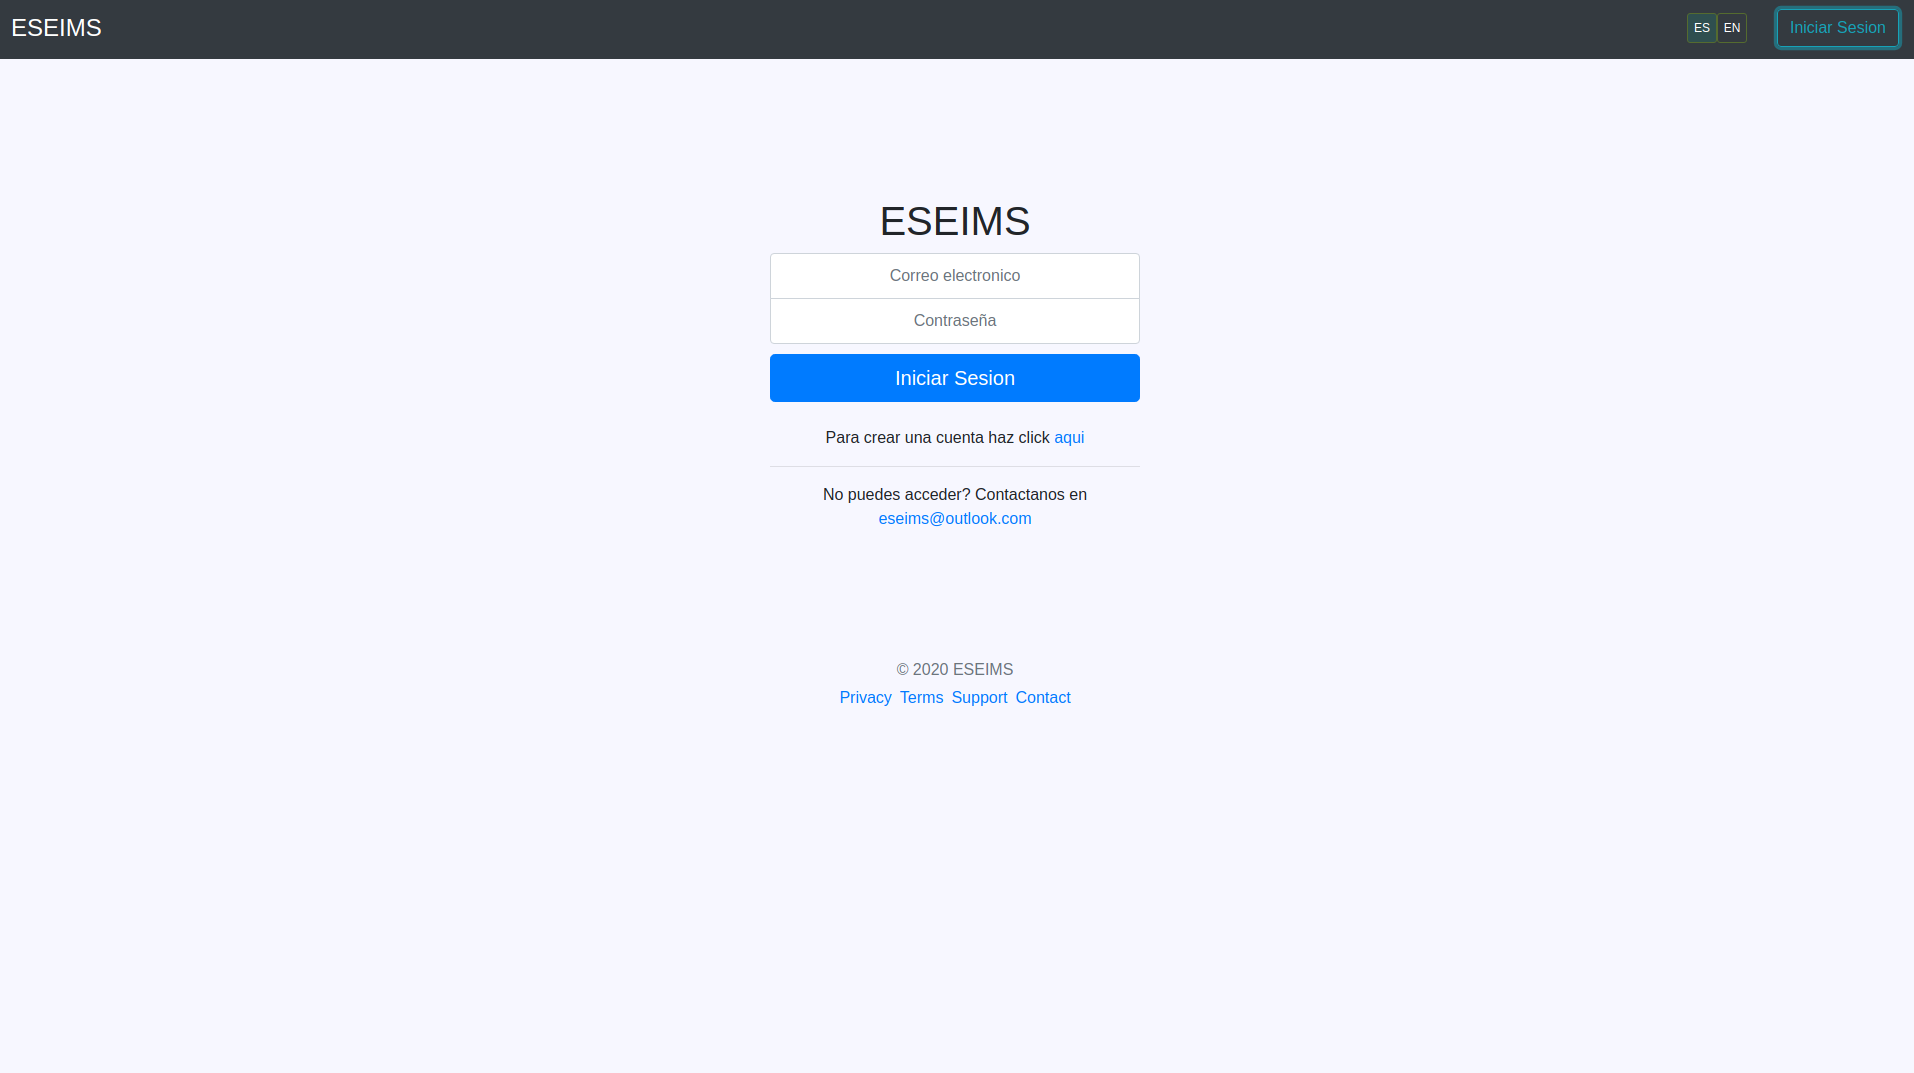 ESEIMS
ES EN Iniciar Sesion
ESEIMS
Correo electronico
Contraseña
Iniciar Sesion
Para crear una cuenta haz click aqui
No puedes acceder? Contactanos en
eseims@outlook.com
© 2020 ESEIMS
Privacy Terms Support Contact